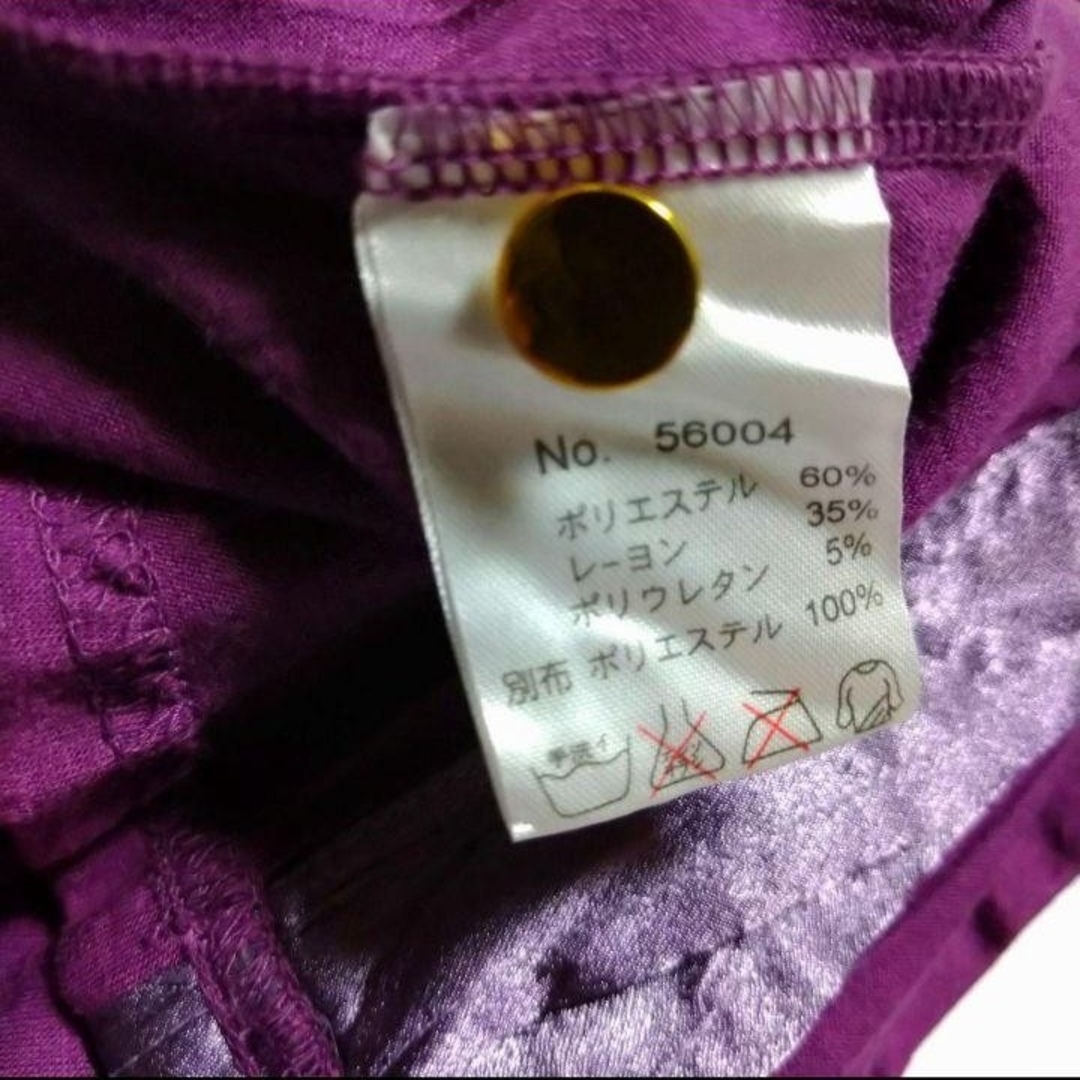 No. 56004
ポリエステル 60%
レーヨン 35%
ポリウレタン 5%
別布 ポリエステル 100%
手洗イ